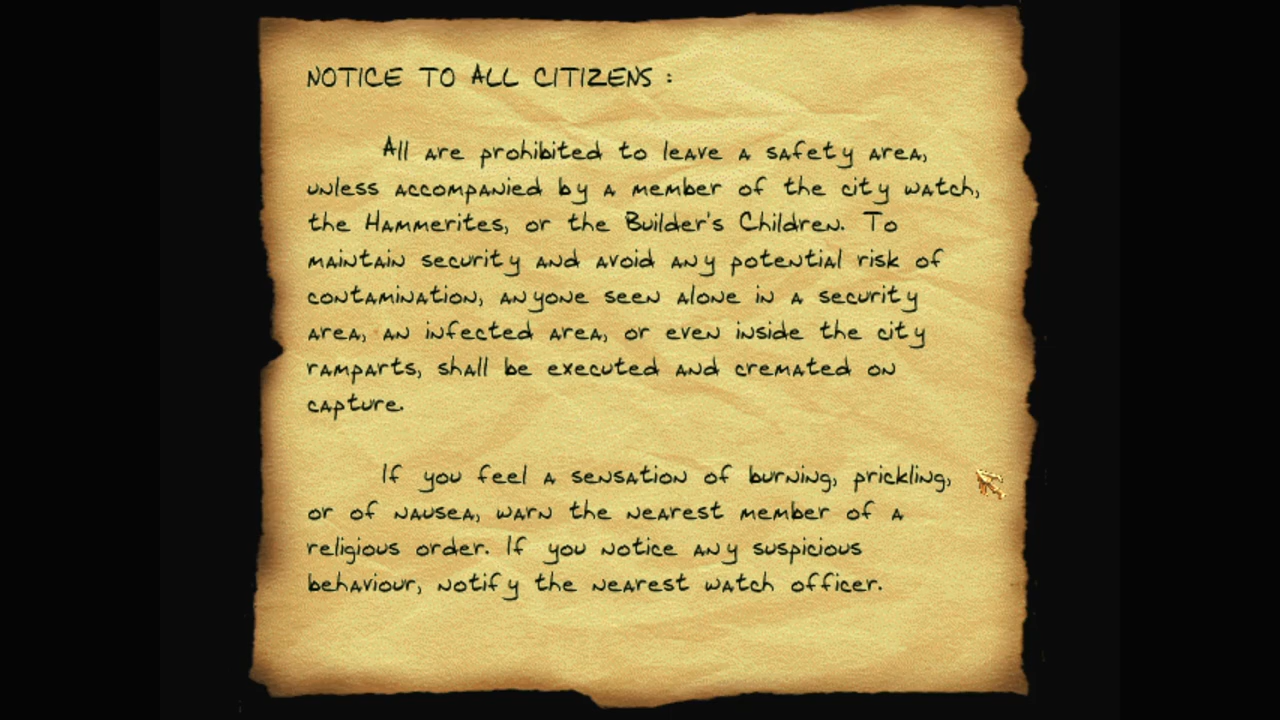 NOTICE TO ALL CITIZENS :
All are prohibited to leave a safety area,
unless accompanied by a member of the city watch,
the Hammerites, or the Builder's Children. To
maintain security and avoid any potential risk of
contamination, anyone seen alone in a security
area, an infected area, or even inside the city
ramparts, shall be executed and cremated on
capture.
If you feel a sensation of burning, prickling,
or of nausea, warn the nearest member of a
religious order. If you notice any suspicious
behaviour, notify the nearest watch officer.